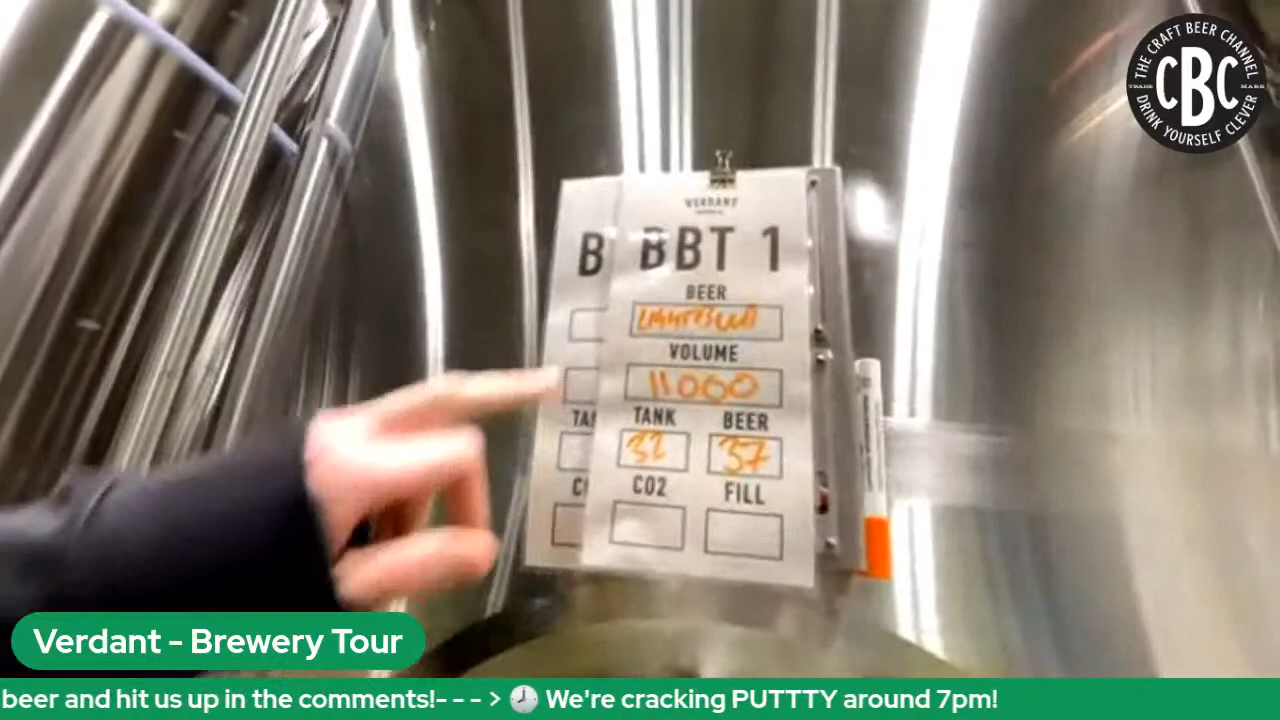 THE CRAFT BEER CHANNEL
TRADE MARK
CBC
DRINK YOURSELF CLEVER
VERDANT
B BBT 1
BEER
VOLUME
11000
TANK BEER
32 37
CO2 FILL
Verdant - Brewery Tour
beer and hit us up in the comments!- - - > 🕗 We're cracking PUTTTY around 7pm!